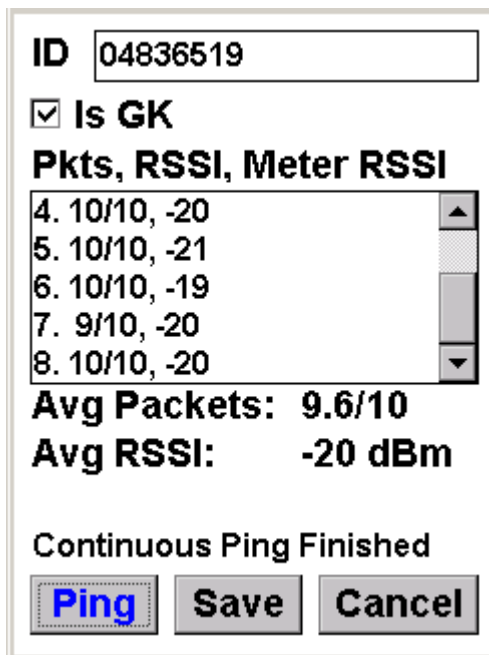 ID 04836519
Is GK
Pkts, RSSI, Meter RSSI
4. 10/10, -20
5. 10/10, -21
6. 10/10, -19
7. 9/10, -20
8. 10/10, -20
Avg Packets: 9.6/10
Avg RSSI: -20 dBm
Continuous Ping Finished
Ping Save Cancel